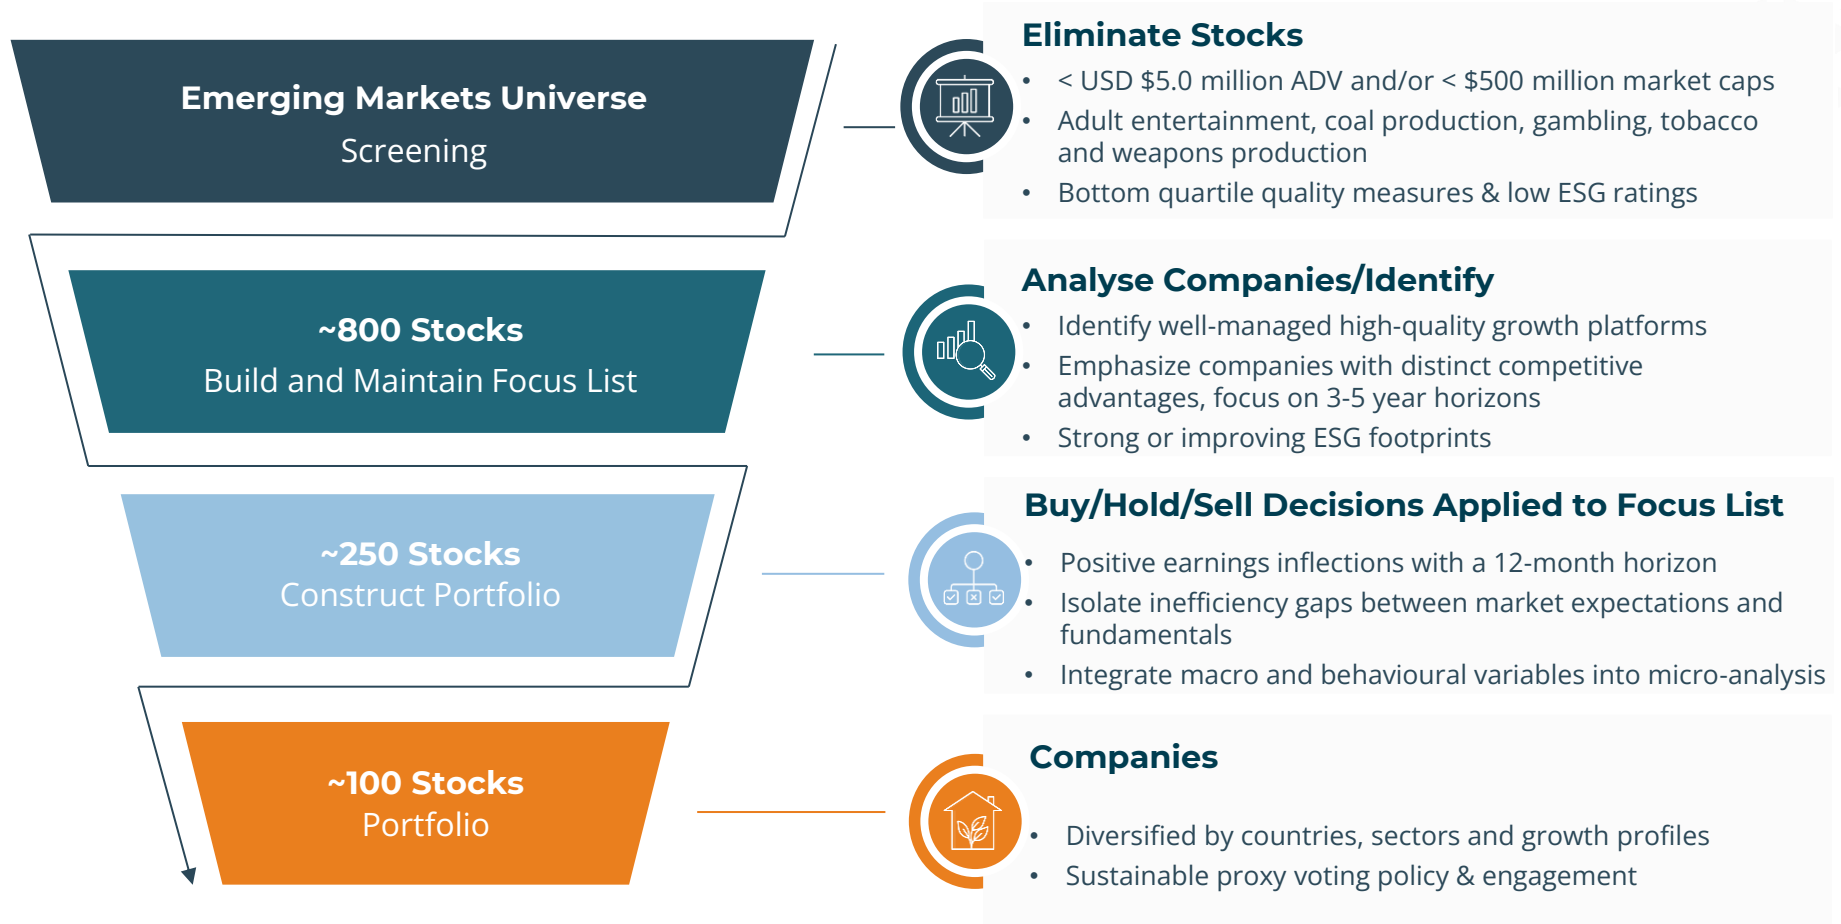 Emerging Markets Universe
Screening
Eliminate Stocks
• < USD $5.0 million ADV and/or < $500 million market caps
• Adult entertainment, coal production, gambling, tobacco
and weapons production
• Bottom quartile quality measures & low ESG ratings
~800 Stocks
Build and Maintain Focus List
Analyse Companies/Identify
• Identify well-managed high-quality growth platforms
• Emphasize companies with distinct competitive
advantages, focus on 3-5 year horizons
• Strong or improving ESG footprints
~250 Stocks
Construct Portfolio
Buy/Hold/Sell Decisions Applied to Focus List
• Positive earnings inflections with a 12-month horizon
• Isolate inefficiency gaps between market expectations and
fundamentals
• Integrate macro and behavioural variables into micro-analysis
~100 Stocks
Portfolio
Companies
• Diversified by countries, sectors and growth profiles
• Sustainable proxy voting policy & engagement